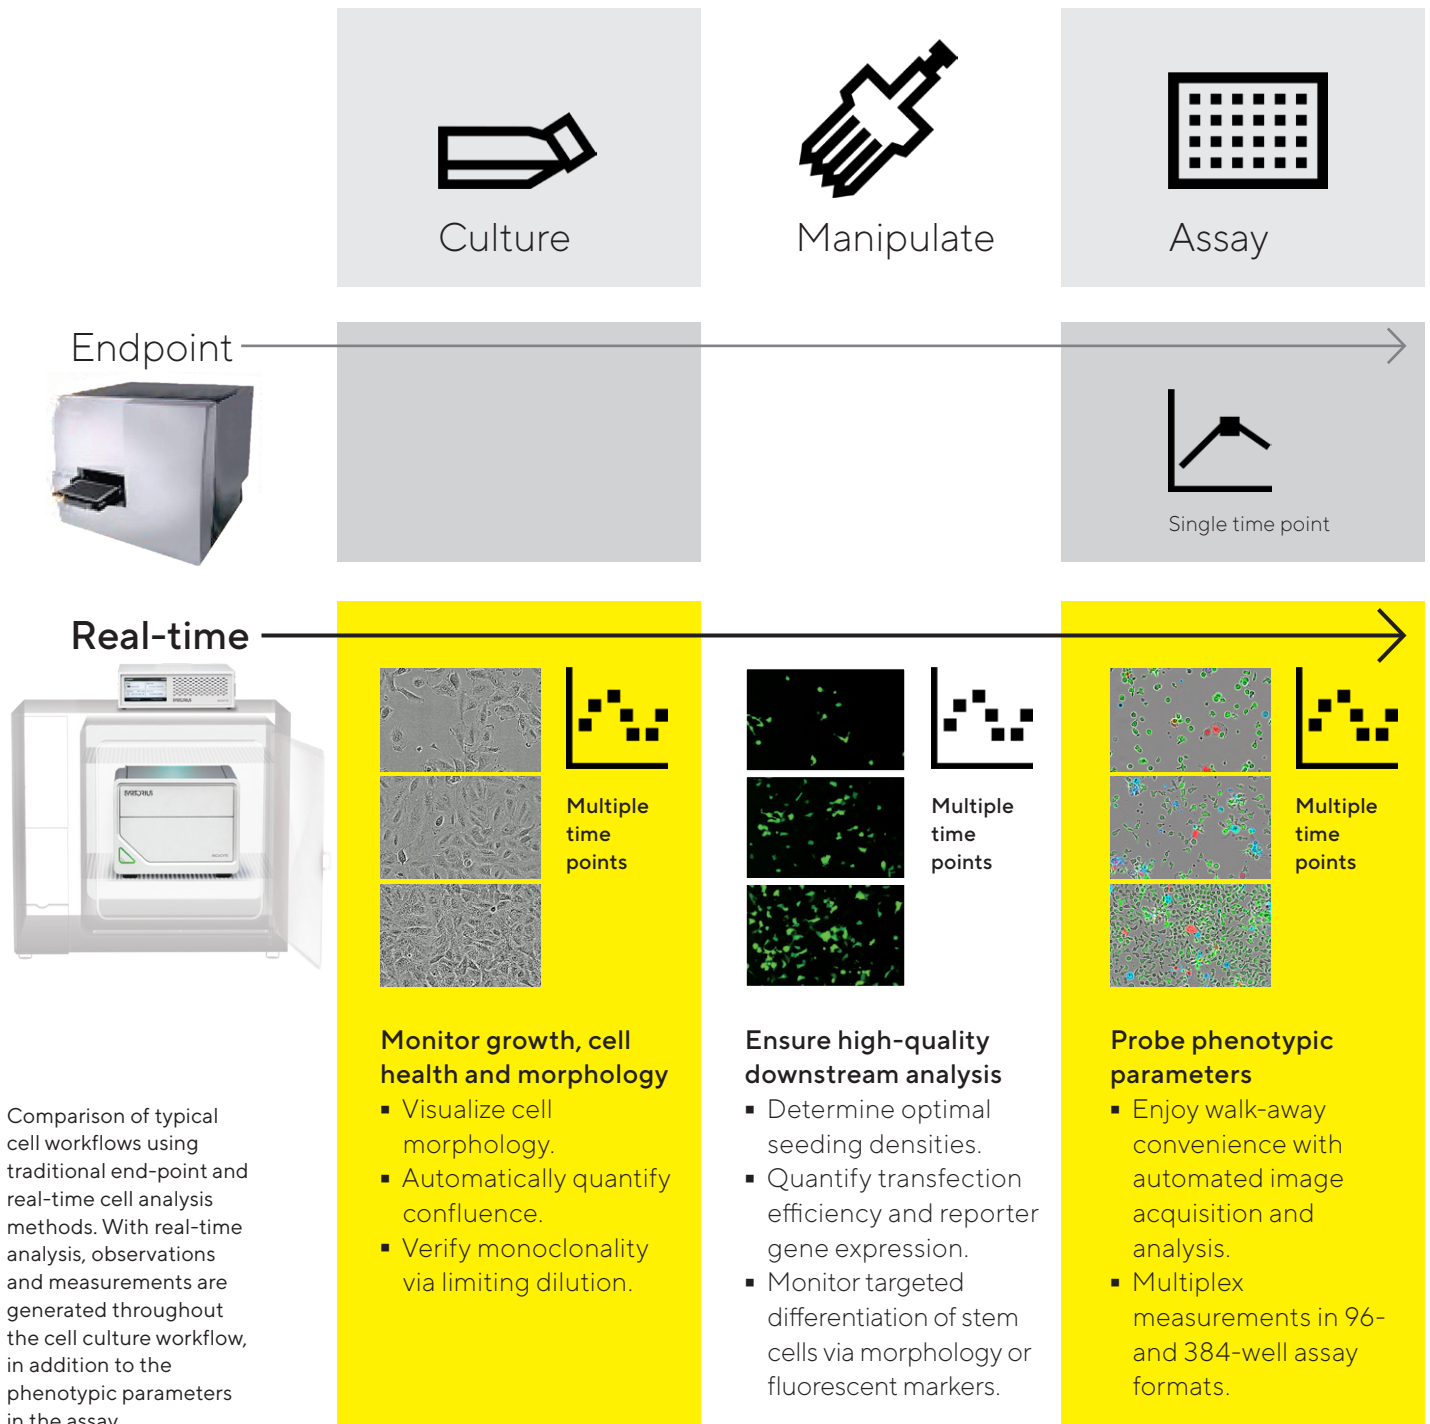 Culture
Manipulate
Assay
Endpoint
Single time point
Real-time
Multiple
time
points
Multiple
time
points
Multiple
time
points
Monitor growth, cell
health and morphology
▪ Visualize cell
morphology.
▪ Automatically quantify
confluence.
▪ Verify monoclonality
via limiting dilution.
Ensure high-quality
downstream analysis
▪ Determine optimal
seeding densities.
▪ Quantify transfection
efficiency and reporter
gene expression.
▪ Monitor targeted
differentiation of stem
cells via morphology or
fluorescent markers.
Probe phenotypic
parameters
▪ Enjoy walk-away
convenience with
automated image
acquisition and
analysis.
▪ Multiplex
measurements in 96-
and 384-well assay
formats.
Comparison of typical
cell workflows using
traditional end-point and
real-time cell analysis
methods. With real-time
analysis, observations
and measurements are
generated throughout
the cell culture workflow,
in addition to the
phenotypic parameters
in the assay